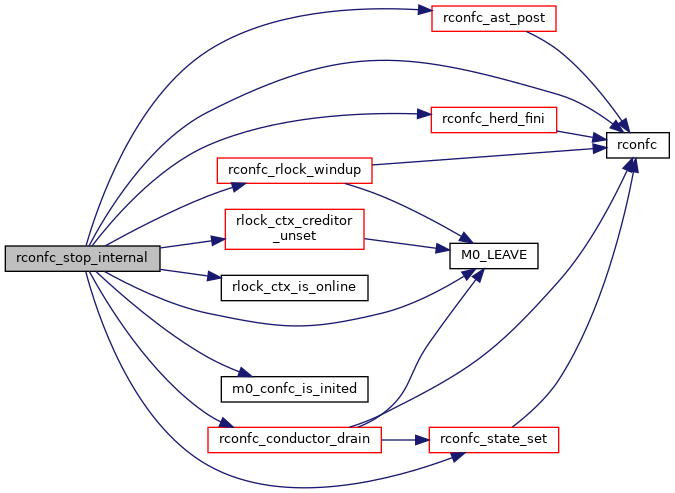 rconfc_ast_post
rconfc_herd_fini
rconfc
rconfc_rlock_windup
rlock_ctx_creditor
_unset
M0_LEAVE
rconfc_stop_internal
rlock_ctx_is_online
m0_confc_is_inited
rconfc_conductor_drain
rconfc_state_set